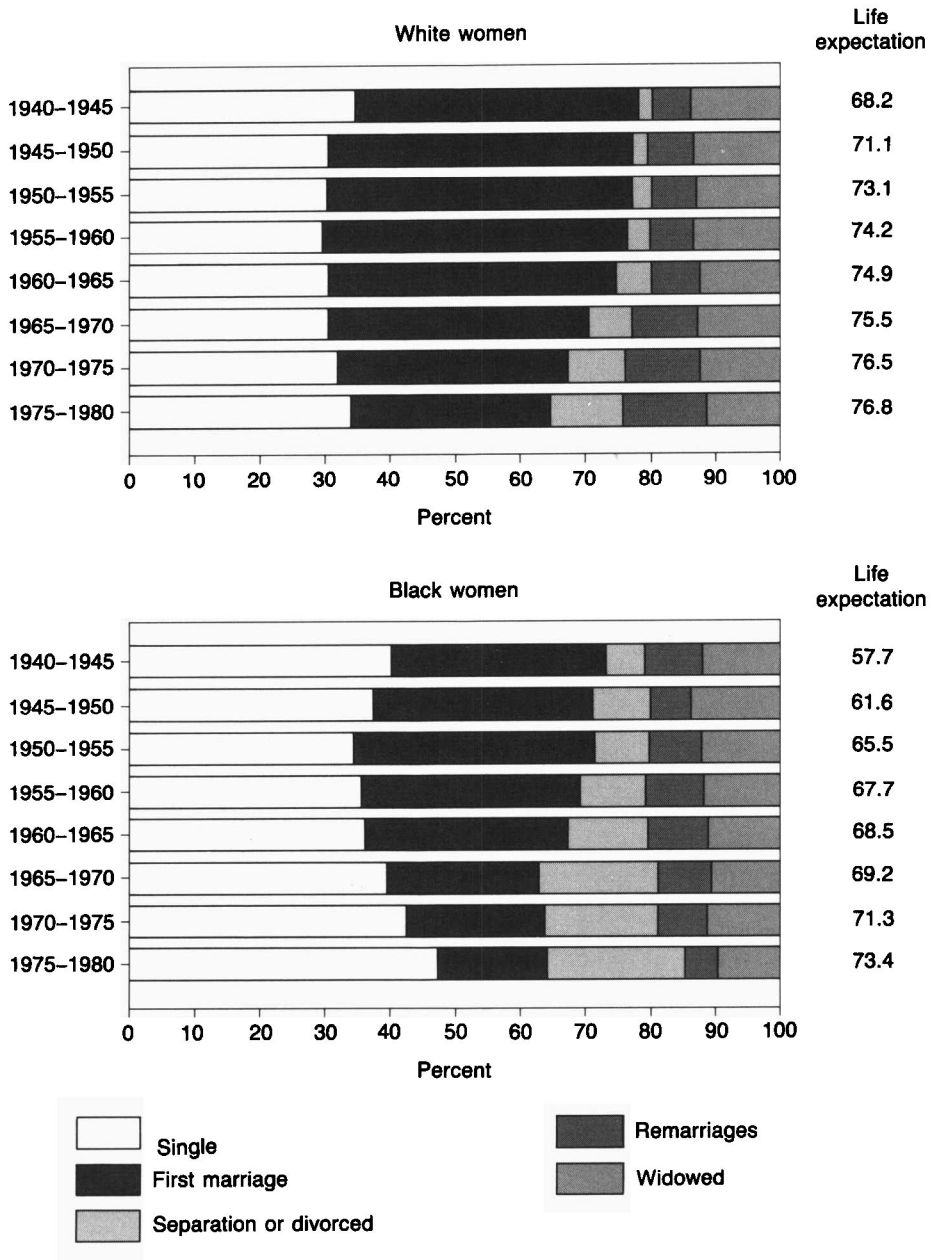 White women
Life
expectation
1940–1945 68.2
1945–1950 71.1
1950–1955 73.1
1955–1960 74.2
1960–1965 74.9
1965–1970 75.5
1970–1975 76.5
1975–1980 76.8
0 10 20 30 40 50 60 70 80 90 100
Percent
Black women
Life
expectation
1940–1945 57.7
1945–1950 61.6
1950–1955 65.5
1955–1960 67.7
1960–1965 68.5
1965–1970 69.2
1970–1975 71.3
1975–1980 73.4
0 10 20 30 40 50 60 70 80 90 100
Percent
Single
First marriage
Separation or divorced
Remarriages
Widowed